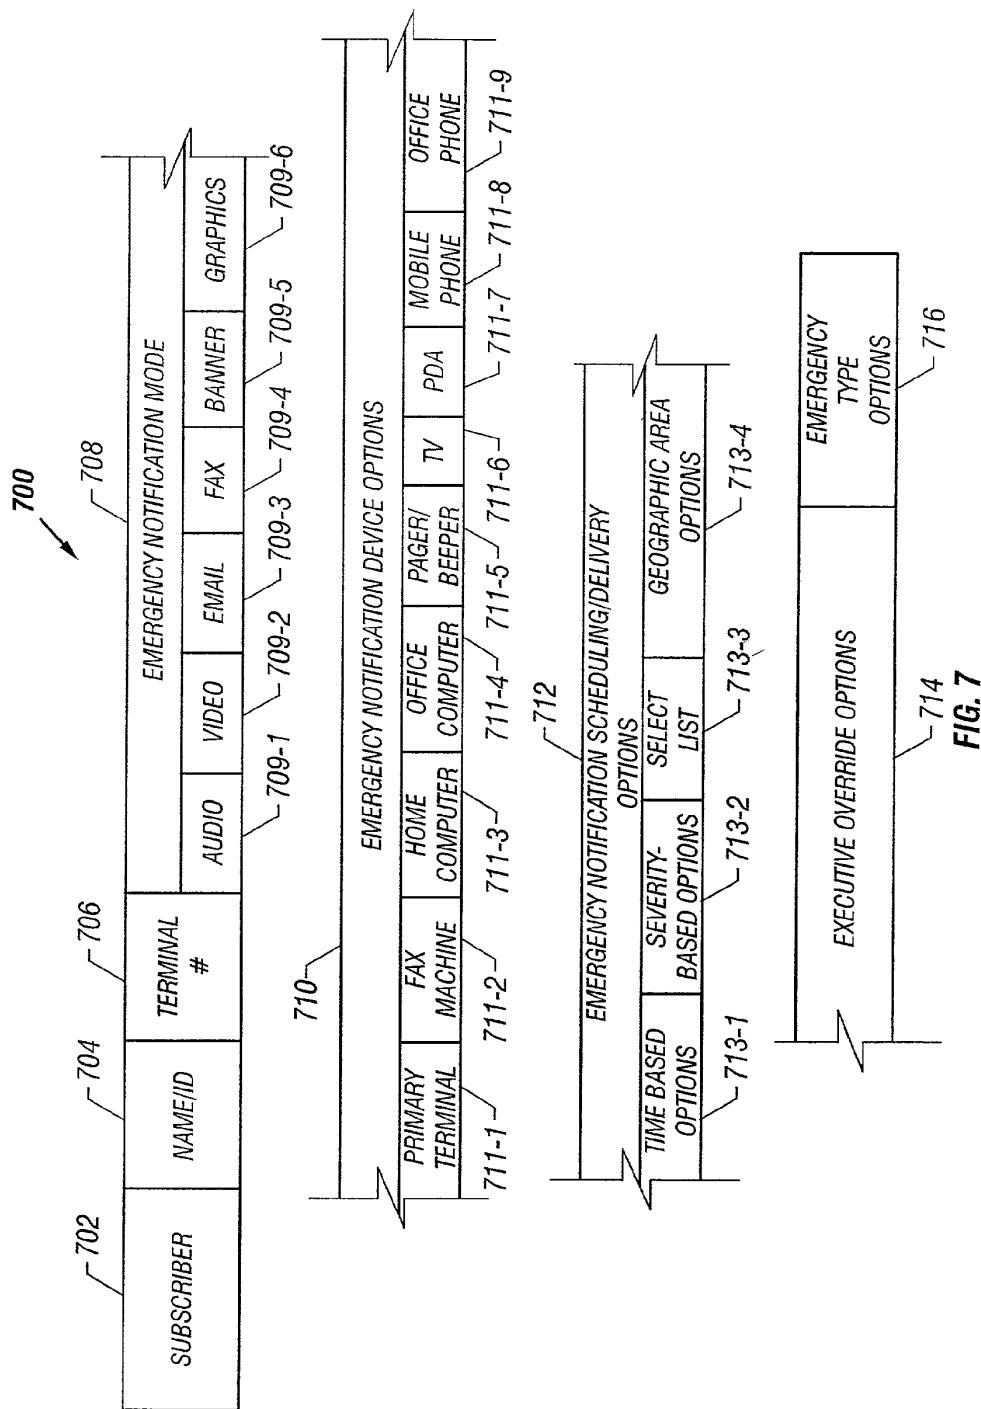 700
702
704
706
708
SUBSCRIBER
NAME/ID
TERMINAL
#
EMERGENCY NOTIFICATION MODE
AUDIO
VIDEO
EMAIL
FAX
BANNER
GRAPHICS
709-1
709-2
709-3
709-4
709-5
709-6
710
EMERGENCY NOTIFICATION DEVICE OPTIONS
PRIMARY
TERMINAL
FAX
MACHINE
HOME
COMPUTER
OFFICE
COMPUTER
PAGER/
BEEPER
TV
PDA
MOBILE
PHONE
OFFICE
PHONE
711-1
711-2
711-3
711-4
711-5
711-6
711-7
711-8
711-9
712
EMERGENCY NOTIFICATION SCHEDULING/DELIVERY
OPTIONS
TIME BASED
OPTIONS
SEVERITY-
BASED OPTIONS
SELECT
LIST
GEOGRAPHIC AREA
OPTIONS
713-1
713-2
713-3
713-4
EXECUTIVE OVERRIDE OPTIONS
EMERGENCY
TYPE
OPTIONS
714
716
FIG. 7